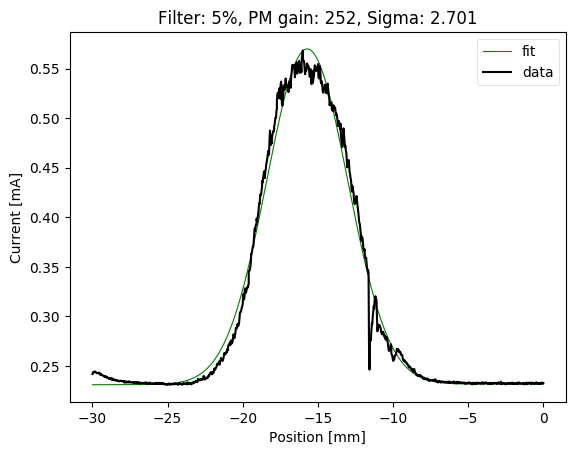 Filter: 5%, PM gain: 252, Sigma: 2.701
fit
data
0.55
0.50
0.45
0.40
0.35
0.30
0.25
Current [mA]
−30
−25
−20
−15
−10
−5
0
Position [mm]